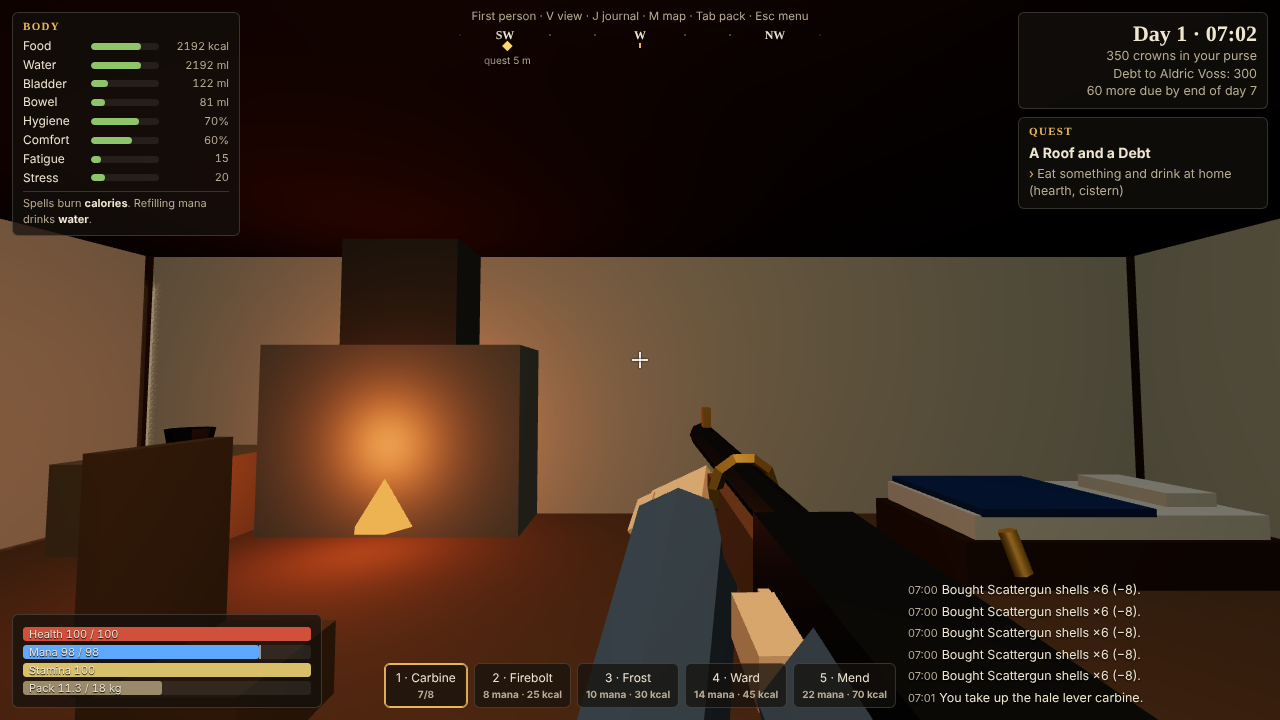 First person · V view · J journal · M map · Tab pack · Esc menu
SW
W
NW
quest 5 m
BODY
Food 2192 kcal
Water 2192 ml
Bladder 122 ml
Bowel 81 ml
Hygiene 70%
Comfort 60%
Fatigue 15
Stress 20
Spells burn calories. Refilling mana
drinks water.
Day 1 · 07:02
350 crowns in your purse
Debt to Aldric Voss: 300
60 more due by end of day 7
QUEST
A Roof and a Debt
› Eat something and drink at home
(hearth, cistern)
07:00 Bought Scattergun shells ×6 (−8).
07:00 Bought Scattergun shells ×6 (−8).
07:00 Bought Scattergun shells ×6 (−8).
07:00 Bought Scattergun shells ×6 (−8).
07:00 Bought Scattergun shells ×6 (−8).
07:01 You take up the hale lever carbine.
Health 100 / 100
Mana 98 / 98
Stamina 100
Pack 11.3 / 18 kg
1 · Carbine
7/8
2 · Firebolt
8 mana · 25 kcal
3 · Frost
10 mana · 30 kcal
4 · Ward
14 mana · 45 kcal
5 · Mend
22 mana · 70 kcal